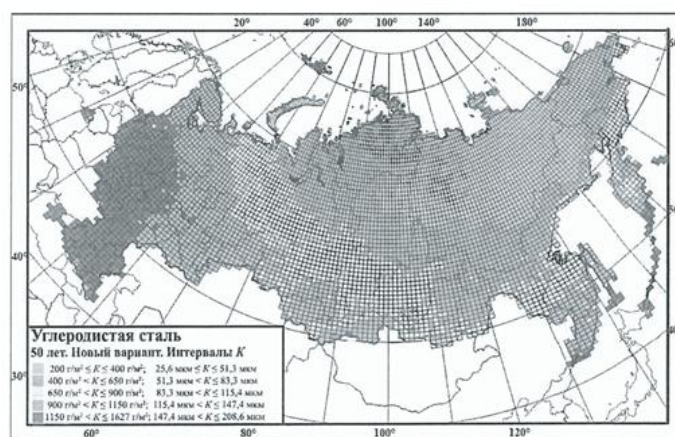 20° 40° 60° 100° 140° 180°
50°
40°
30°
60° 80° 100° 120°
Углеродистая сталь
50 лет. Новый вариант. Интервалы K
200 г/м² ≤ K ≤ 400 г/м²; 25,6 мкм ≤ K ≤ 51,3 мкм
400 г/м² < K ≤ 650 г/м²; 51,3 мкм < K ≤ 83,3 мкм
650 г/м² < K ≤ 900 г/м²; 83,3 мкм < K ≤ 115,4 мкм
900 г/м² < K ≤ 1150 г/м²; 115,4 мкм < K ≤ 147,4 мкм
1150 г/м² < K ≤ 1627 г/м²; 147,4 мкм < K ≤ 208,6 мкм